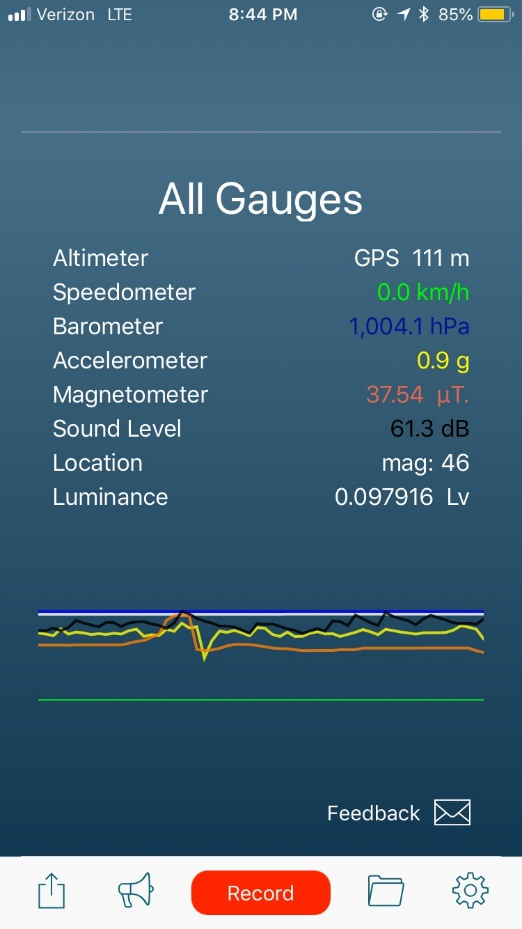 Verizon LTE 8:44 PM 85%
All Gauges
Altimeter GPS 111 m
Speedometer 0.0 km/h
Barometer 1,004.1 hPa
Accelerometer 0.9 g
Magnetometer 37.54 µT.
Sound Level 61.3 dB
Location mag: 46
Luminance 0.097916 Lv
Feedback
Record